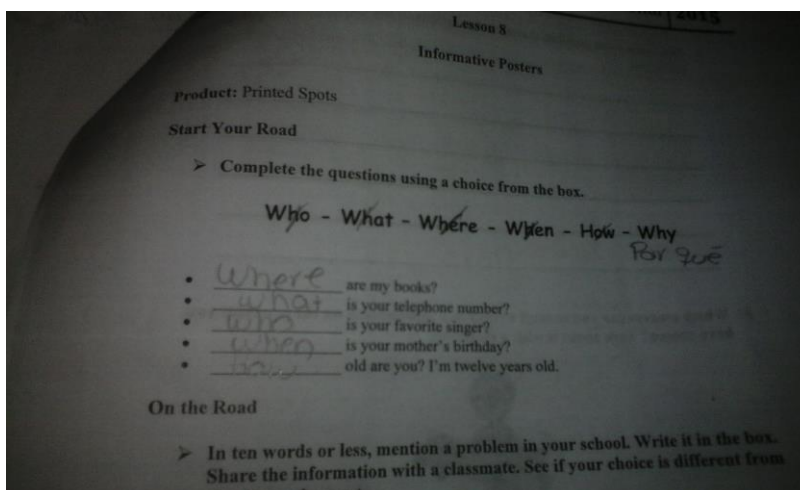 2015
Lesson 8
Informative Posters
Product: Printed Spots
Start Your Road
➢ Complete the questions using a choice from the box.
Who - What - Where - When - How - Why
Por qué
• Where are my books?
• what is your telephone number?
• who is your favorite singer?
• when is your mother's birthday?
• how old are you? I'm twelve years old.
On the Road
➢ In ten words or less, mention a problem in your school. Write it in the box.
Share the information with a classmate. See if your choice is different from